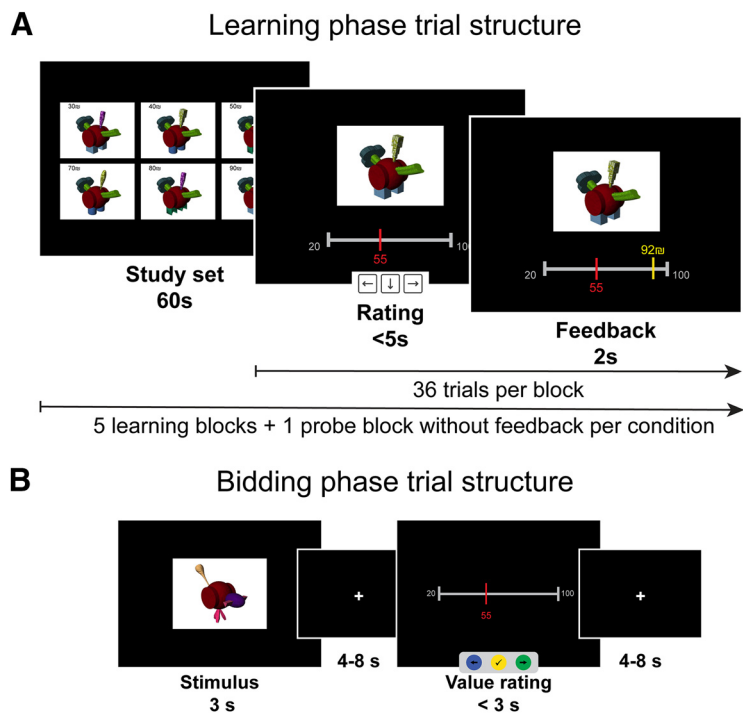 A
Learning phase trial structure
30₪ 40₪ 50₪
70₪ 80₪ 90₪
Study set
60s
20
55
← ↓ →
Rating
<5s
92₪
20 100
55
Feedback
2s
36 trials per block
5 learning blocks + 1 probe block without feedback per condition
B
Bidding phase trial structure
+
20 100
55
← ✓ →
+
Stimulus
3 s
4-8 s
Value rating
< 3 s
4-8 s